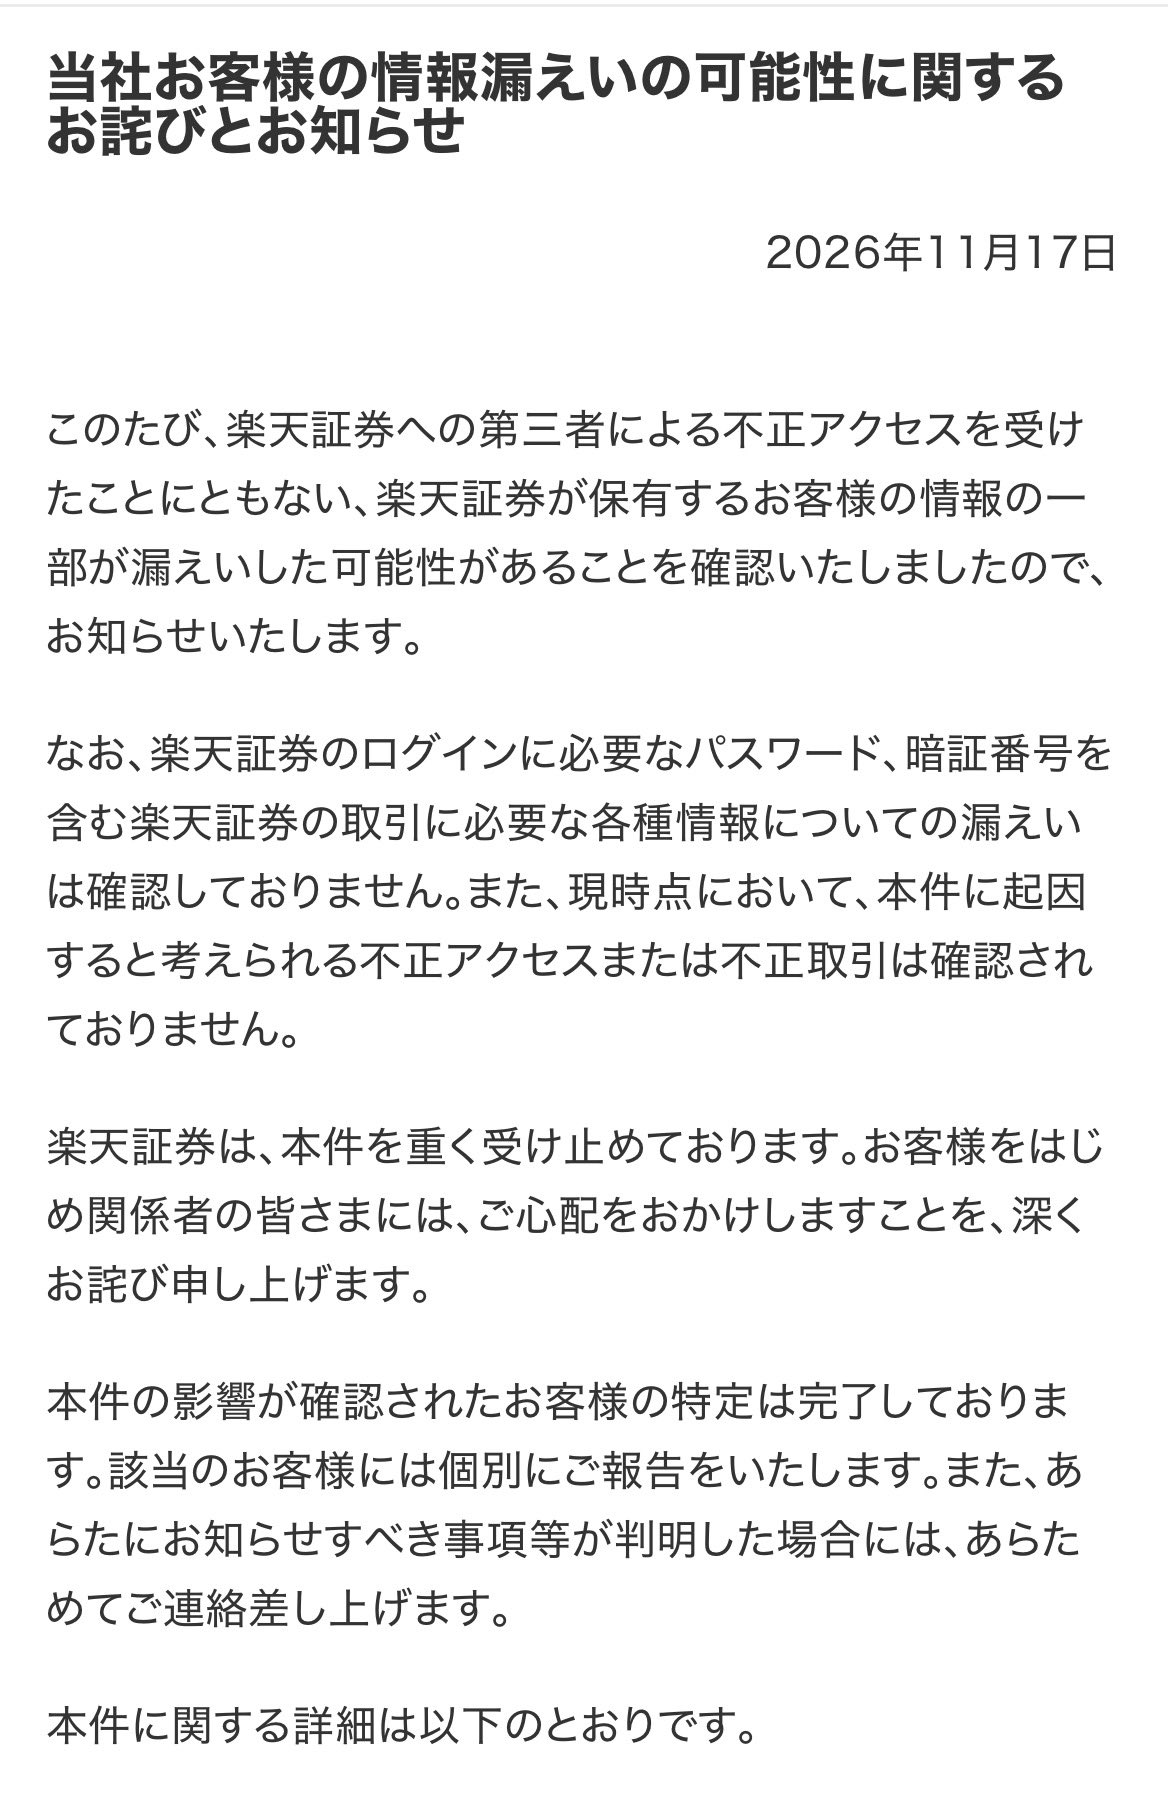 当社お客様の情報漏えいの可能性に関する
お詫びとお知らせ
2026年11月17日
このたび、楽天証券への第三者による不正アクセスを受け
たことにともない、楽天証券が保有するお客様の情報の一
部が漏えいした可能性があることを確認いたしましたので、
お知らせいたします。
なお、楽天証券のログインに必要なパスワード、暗証番号を
含む楽天証券の取引に必要な各種情報についての漏えい
は確認しておりません。また、現時点において、本件に起因
すると考えられる不正アクセスまたは不正取引は確認され
ておりません。
楽天証券は、本件を重く受け止めております。お客様をはじ
め関係者の皆さまには、ご心配をおかけしますことを、深く
お詫び申し上げます。
本件の影響が確認されたお客様の特定は完了しておりま
す。該当のお客様には個別にご報告をいたします。また、あ
らたにお知らせすべき事項等が判明した場合には、あらた
めてご連絡差し上げます。
本件に関する詳細は以下のとおりです。